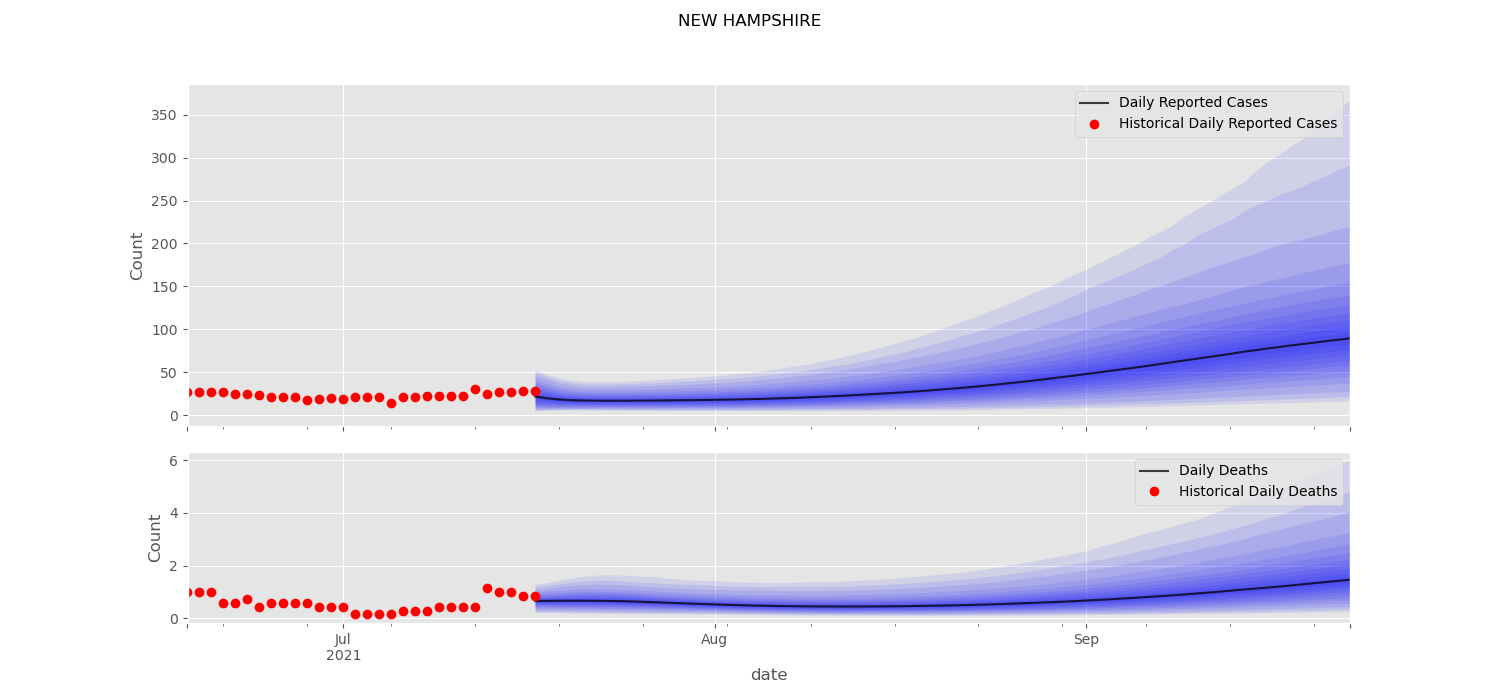 NEW HAMPSHIRE
Daily Reported Cases
Historical Daily Reported Cases
350
300
250
200
150
100
50
0
Count
Daily Deaths
Historical Daily Deaths
6
4
2
0
Count
Jul
2021
Aug
Sep
date